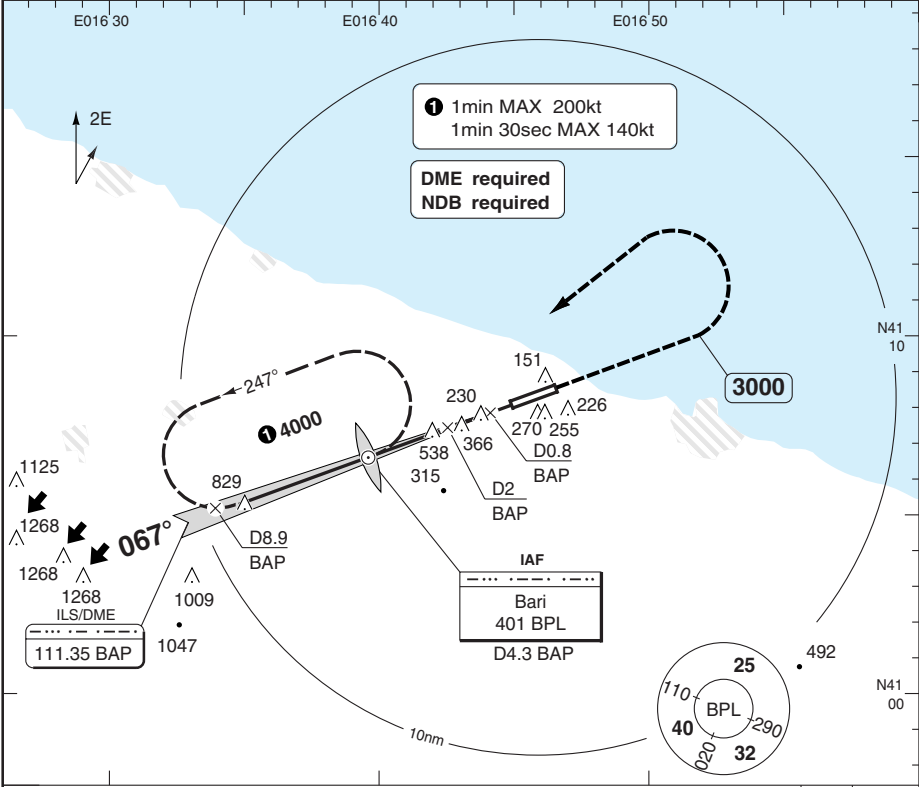 E016 30
E016 40
E016 50
❶ 1min MAX 200kt
1min 30sec MAX 140kt
2E
DME required
NDB required
N41
10
247°
❶ 4000
151
3000
230
226
270
255
366
538
D0.8
BAP
315
D2
BAP
1125
829
1268
067°
D8.9
BAP
1268
1268
1009
IAF
Bari
401 BPL
D4.3 BAP
ILS/DME
111.35 BAP
1047
492
N41
00
25
110
BPL
290
40
020
32
10nm